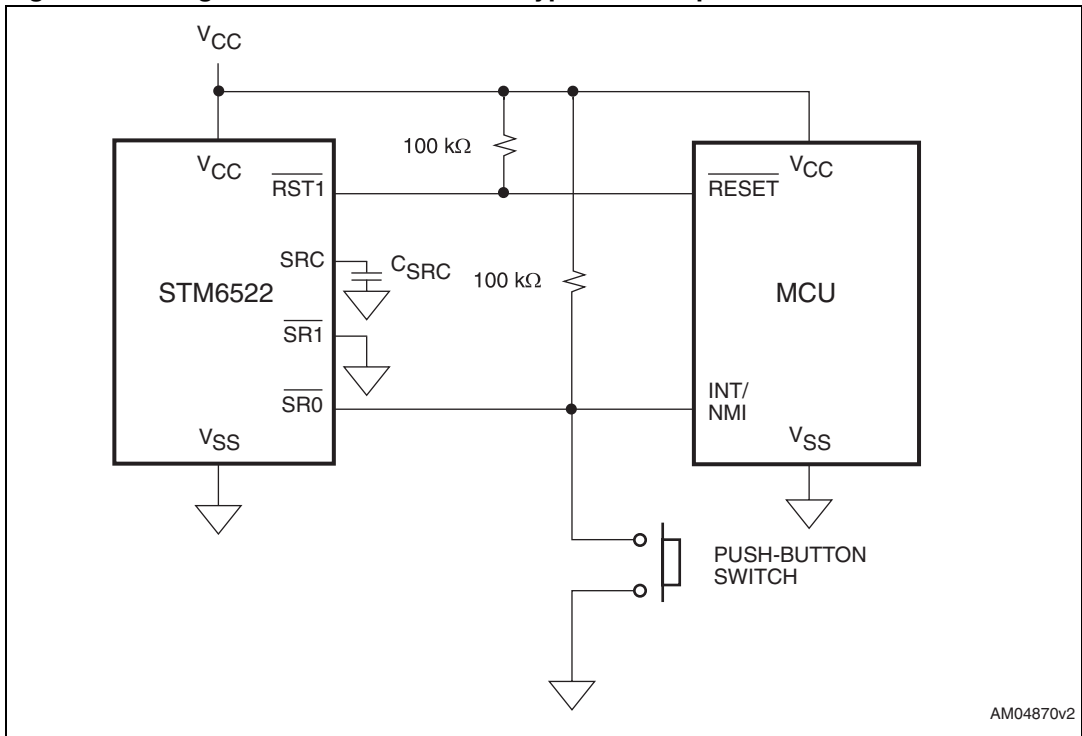 VCC
100 kΩ
VCC
RST1
SRC
CSRC
STM6522
SR1
SR0
VSS
100 kΩ
VCC
RESET
MCU
INT/
NMI
VSS
PUSH-BUTTON
SWITCH
AM04870v2